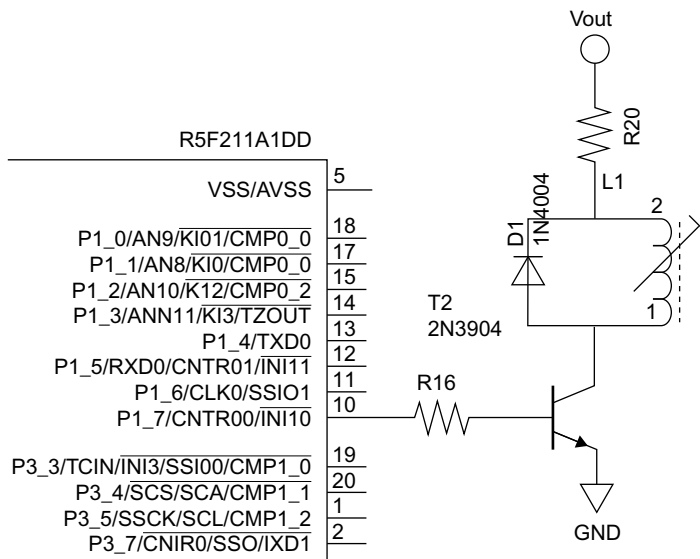 Vout
R20
R5F211A1DD
L1
VSS/AVSS 5
D1
1N4004
2
1
P1_0/AN9/KI01/CMP0_0 18
P1_1/AN8/KI0/CMP0_0 17
P1_2/AN10/K12/CMP0_2 15
P1_3/ANN11/KI3/TZOUT 14
P1_4/TXD0 13
P1_5/RXD0/CNTR01/INI11 12
P1_6/CLK0/SSIO1 11
P1_7/CNTR00/INI10 10
T2
2N3904
R16
P3_3/TCIN/INI3/SSI00/CMP1_0 19
P3_4/SCS/SCA/CMP1_1 20
P3_5/SSCK/SCL/CMP1_2 1
P3_7/CNIR0/SSO/IXD1 2
GND